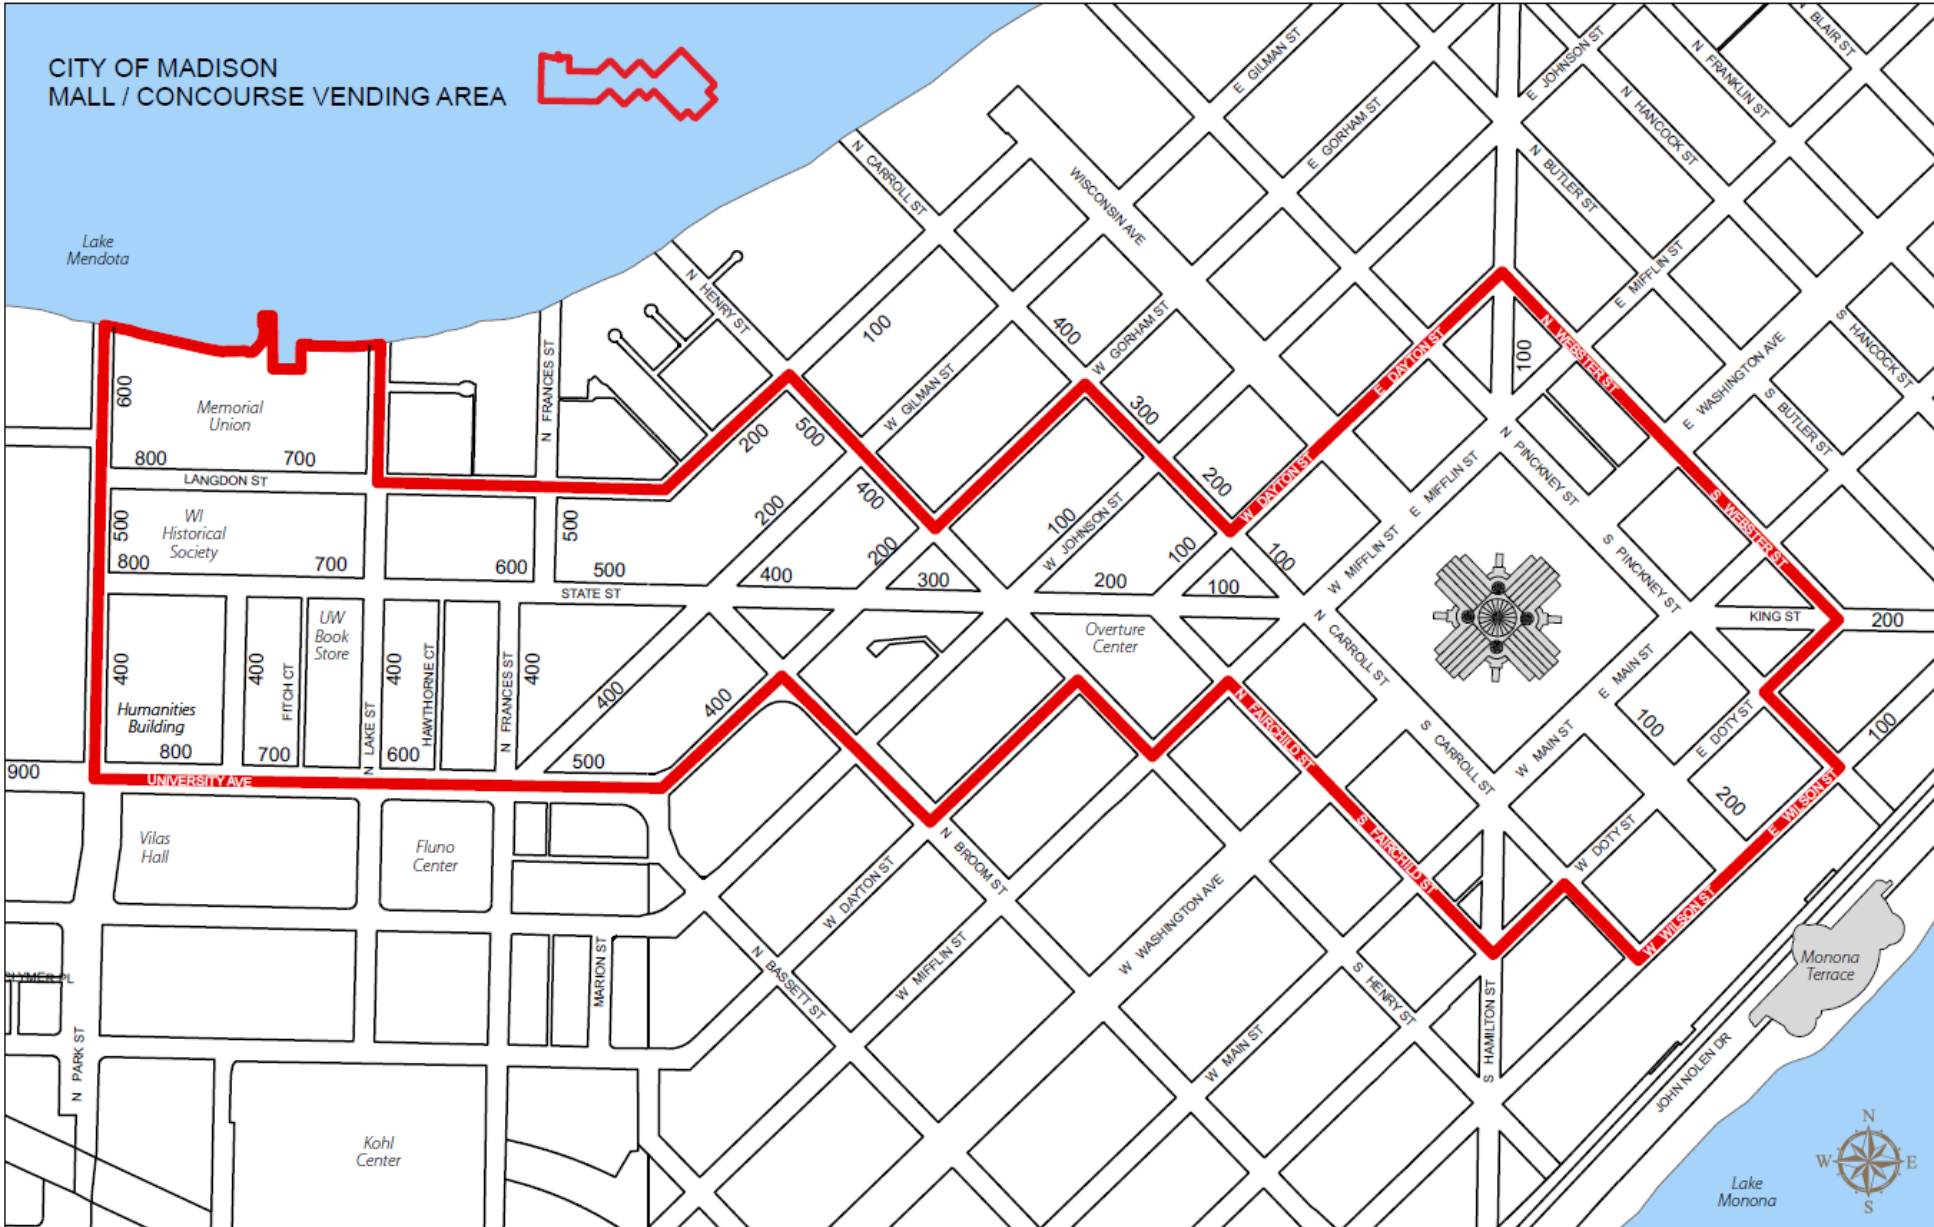 CITY OF MADISON
MALL / CONCOURSE VENDING AREA
N BLAIR ST
E JOHNSON ST
E GILMAN ST
N FRANKLIN ST
N HANCOCK ST
E GORHAM ST
N CARROLL ST
WISCONSIN AVE
N BUTLER ST
Lake
Mendota
N HENRY ST
E MIFFLIN ST
S HANCOCK ST
100
400
W GORHAM ST
N WEBSTER ST
E DAYTON ST
100
E WASHINGTON AVE
N FRANCES ST
W GILMAN ST
600
Memorial
Union
300
S BUTLER ST
200
500
N PINCKNEY ST
800
700
LANGDON ST
400
200
W DAYTON ST
E MIFFLIN ST
500
WI
Historical
Society
500
200
100
W JOHNSON ST
S WEBSTER ST
800
700
600
500
400
200
300
200
100
100
100
W MIFFLIN ST
S PINCKNEY ST
STATE ST
UW
Book
Store
Overture
Center
N CARROLL ST
KING ST
200
400
400
FITCH CT
400
HAWTHORNE CT
N FRANCES ST
400
400
400
E MAIN ST
Humanities
Building
N LAKE ST
N FAIRCHILD ST
100
E DOTY ST
100
S CARROLL ST
W MAIN ST
900
800
700
600
500
UNIVERSITY AVE
200
E WILSON ST
Vilas
Hall
Fluno
Center
W DAYTON ST
N BROOM ST
S FAIRCHILD ST
W DOTY ST
W WASHINGTON AVE
W WILSON ST
MARION ST
N BASSETT ST
W MIFFLIN ST
S HENRY ST
Monona
Terrace
N PARK ST
W MAIN ST
S HAMILTON ST
JOHN NOLEN DR
Kohl
Center
N
W
E
S
Lake
Monona